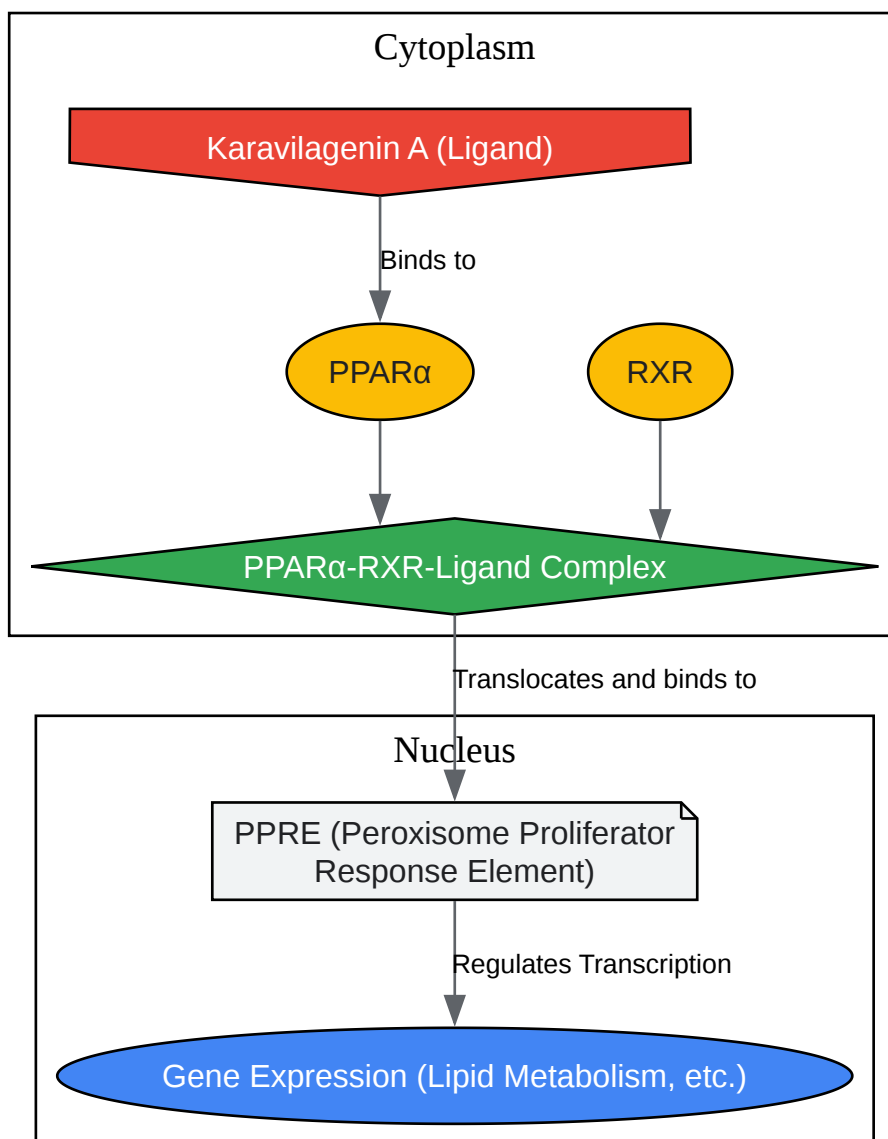 Cytoplasm
Karavilagenin A (Ligand)
Binds to
PPARα
RXR
PPARα-RXR-Ligand Complex
Translocates and binds to
Nucleus
PPRE (Peroxisome Proliferator
Response Element)
Regulates Transcription
Gene Expression (Lipid Metabolism, etc.)